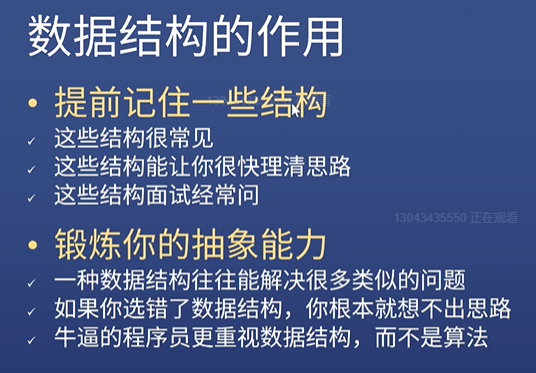 数据结构的作用
• 提前记住一些结构
✓ 这些结构很常见
✓ 这些结构能让你很快理清思路
✓ 这些结构面试经常问
13043435550 正在观看
• 锻炼你的抽象能力
✓ 一种数据结构往往能解决很多类似的问题
✓ 如果你选错了数据结构，你根本就想不出思路
✓ 牛逼的程序员更重视数据结构，而不是算法